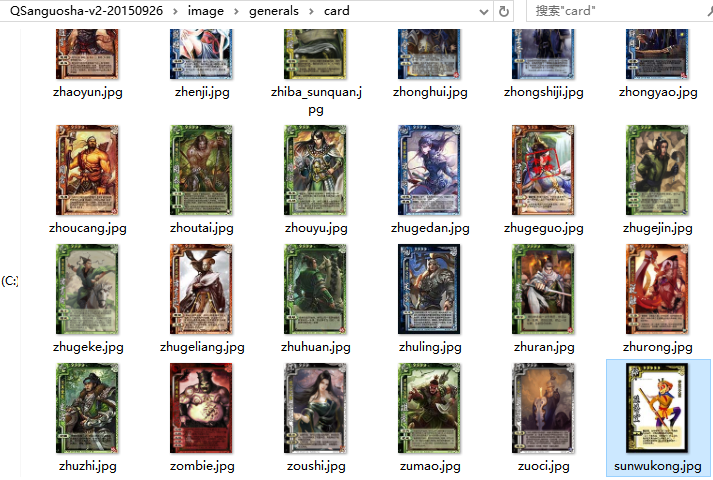 QSanguosha-v2-20150926 > image > generals > card
搜索"card"
zhaoyun.jpg
zhenji.jpg
zhiba_sunquan.j
pg
zhonghui.jpg
zhongshiji.jpg
zhongyao.jpg
zhoucang.jpg
zhoutai.jpg
zhouyu.jpg
zhugedan.jpg
zhugeguo.jpg
zhugejin.jpg
(C:)
zhugeke.jpg
zhugeliang.jpg
zhuhuan.jpg
zhuling.jpg
zhuran.jpg
zhurong.jpg
zhuzhi.jpg
zombie.jpg
zoushi.jpg
zumao.jpg
zuoci.jpg
sunwukong.jpg